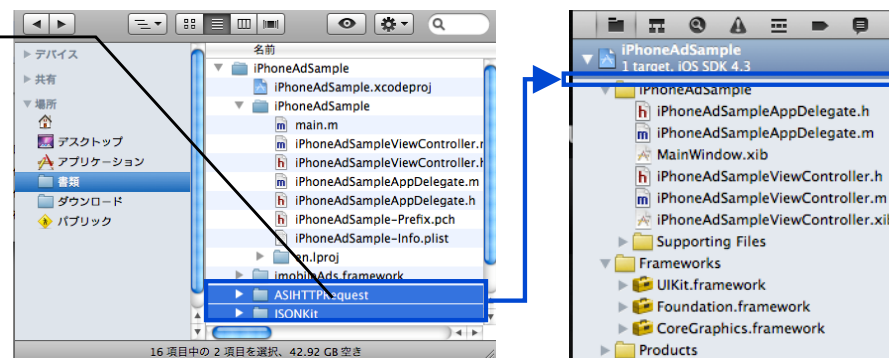 名前
デバイス
共有
場所
デスクトップ
アプリケーション
書類
ダウンロード
パブリック
iPhoneAdSample
iPhoneAdSample.xcodeproj
iPhoneAdSample
main.m
iPhoneAdSampleViewController.m
iPhoneAdSampleViewController.h
iPhoneAdSampleAppDelegate.m
iPhoneAdSampleAppDelegate.h
iPhoneAdSample-Prefix.pch
iPhoneAdSample-Info.plist
en.lproj
imobileAds.framework
ASIHTTPRequest
JSONKit
16 項目中の 2 項目を選択、42.92 GB 空き
iPhoneAdSample
1 target, iOS SDK 4.3
iPhoneAdSample
iPhoneAdSampleAppDelegate.h
iPhoneAdSampleAppDelegate.m
MainWindow.xib
iPhoneAdSampleViewController.h
iPhoneAdSampleViewController.m
iPhoneAdSampleViewController.xib
Supporting Files
Frameworks
UIKit.framework
Foundation.framework
CoreGraphics.framework
Products